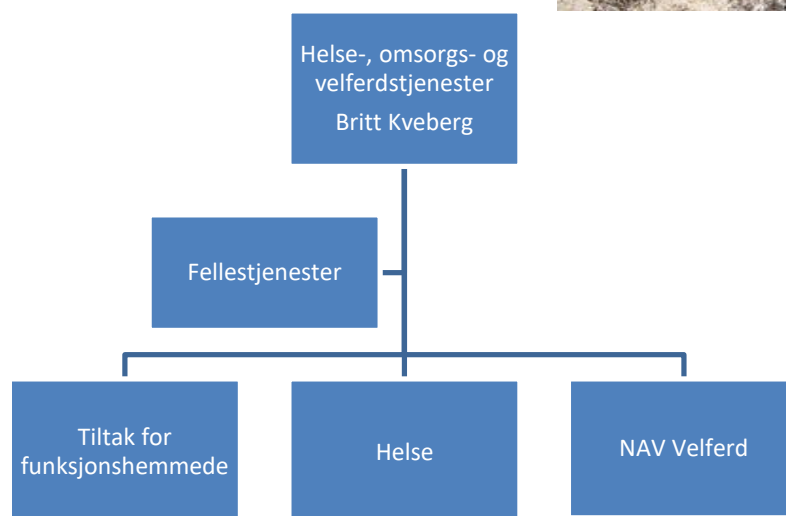 Helse-, omsorgs- og
velferdstjenester
Britt Kveberg
Fellestjenester
Tiltak for
funksjonshemmede
Helse
NAV Velferd